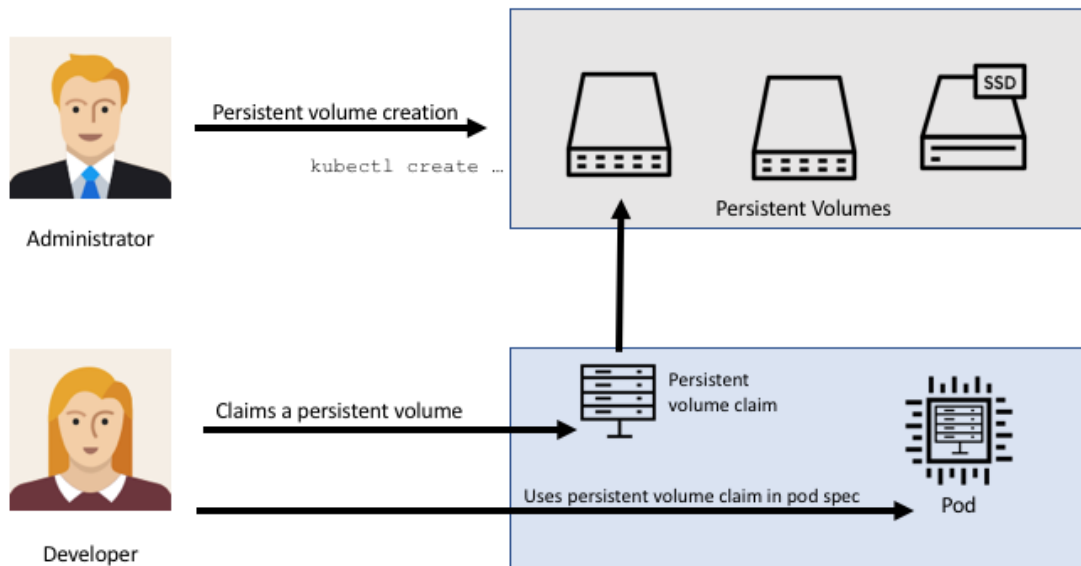 SSD
Persistent volume creation
kubectl create …
Persistent Volumes
Administrator
Persistent
volume claim
Claims a persistent volume
Uses persistent volume claim in pod spec
Pod
Developer